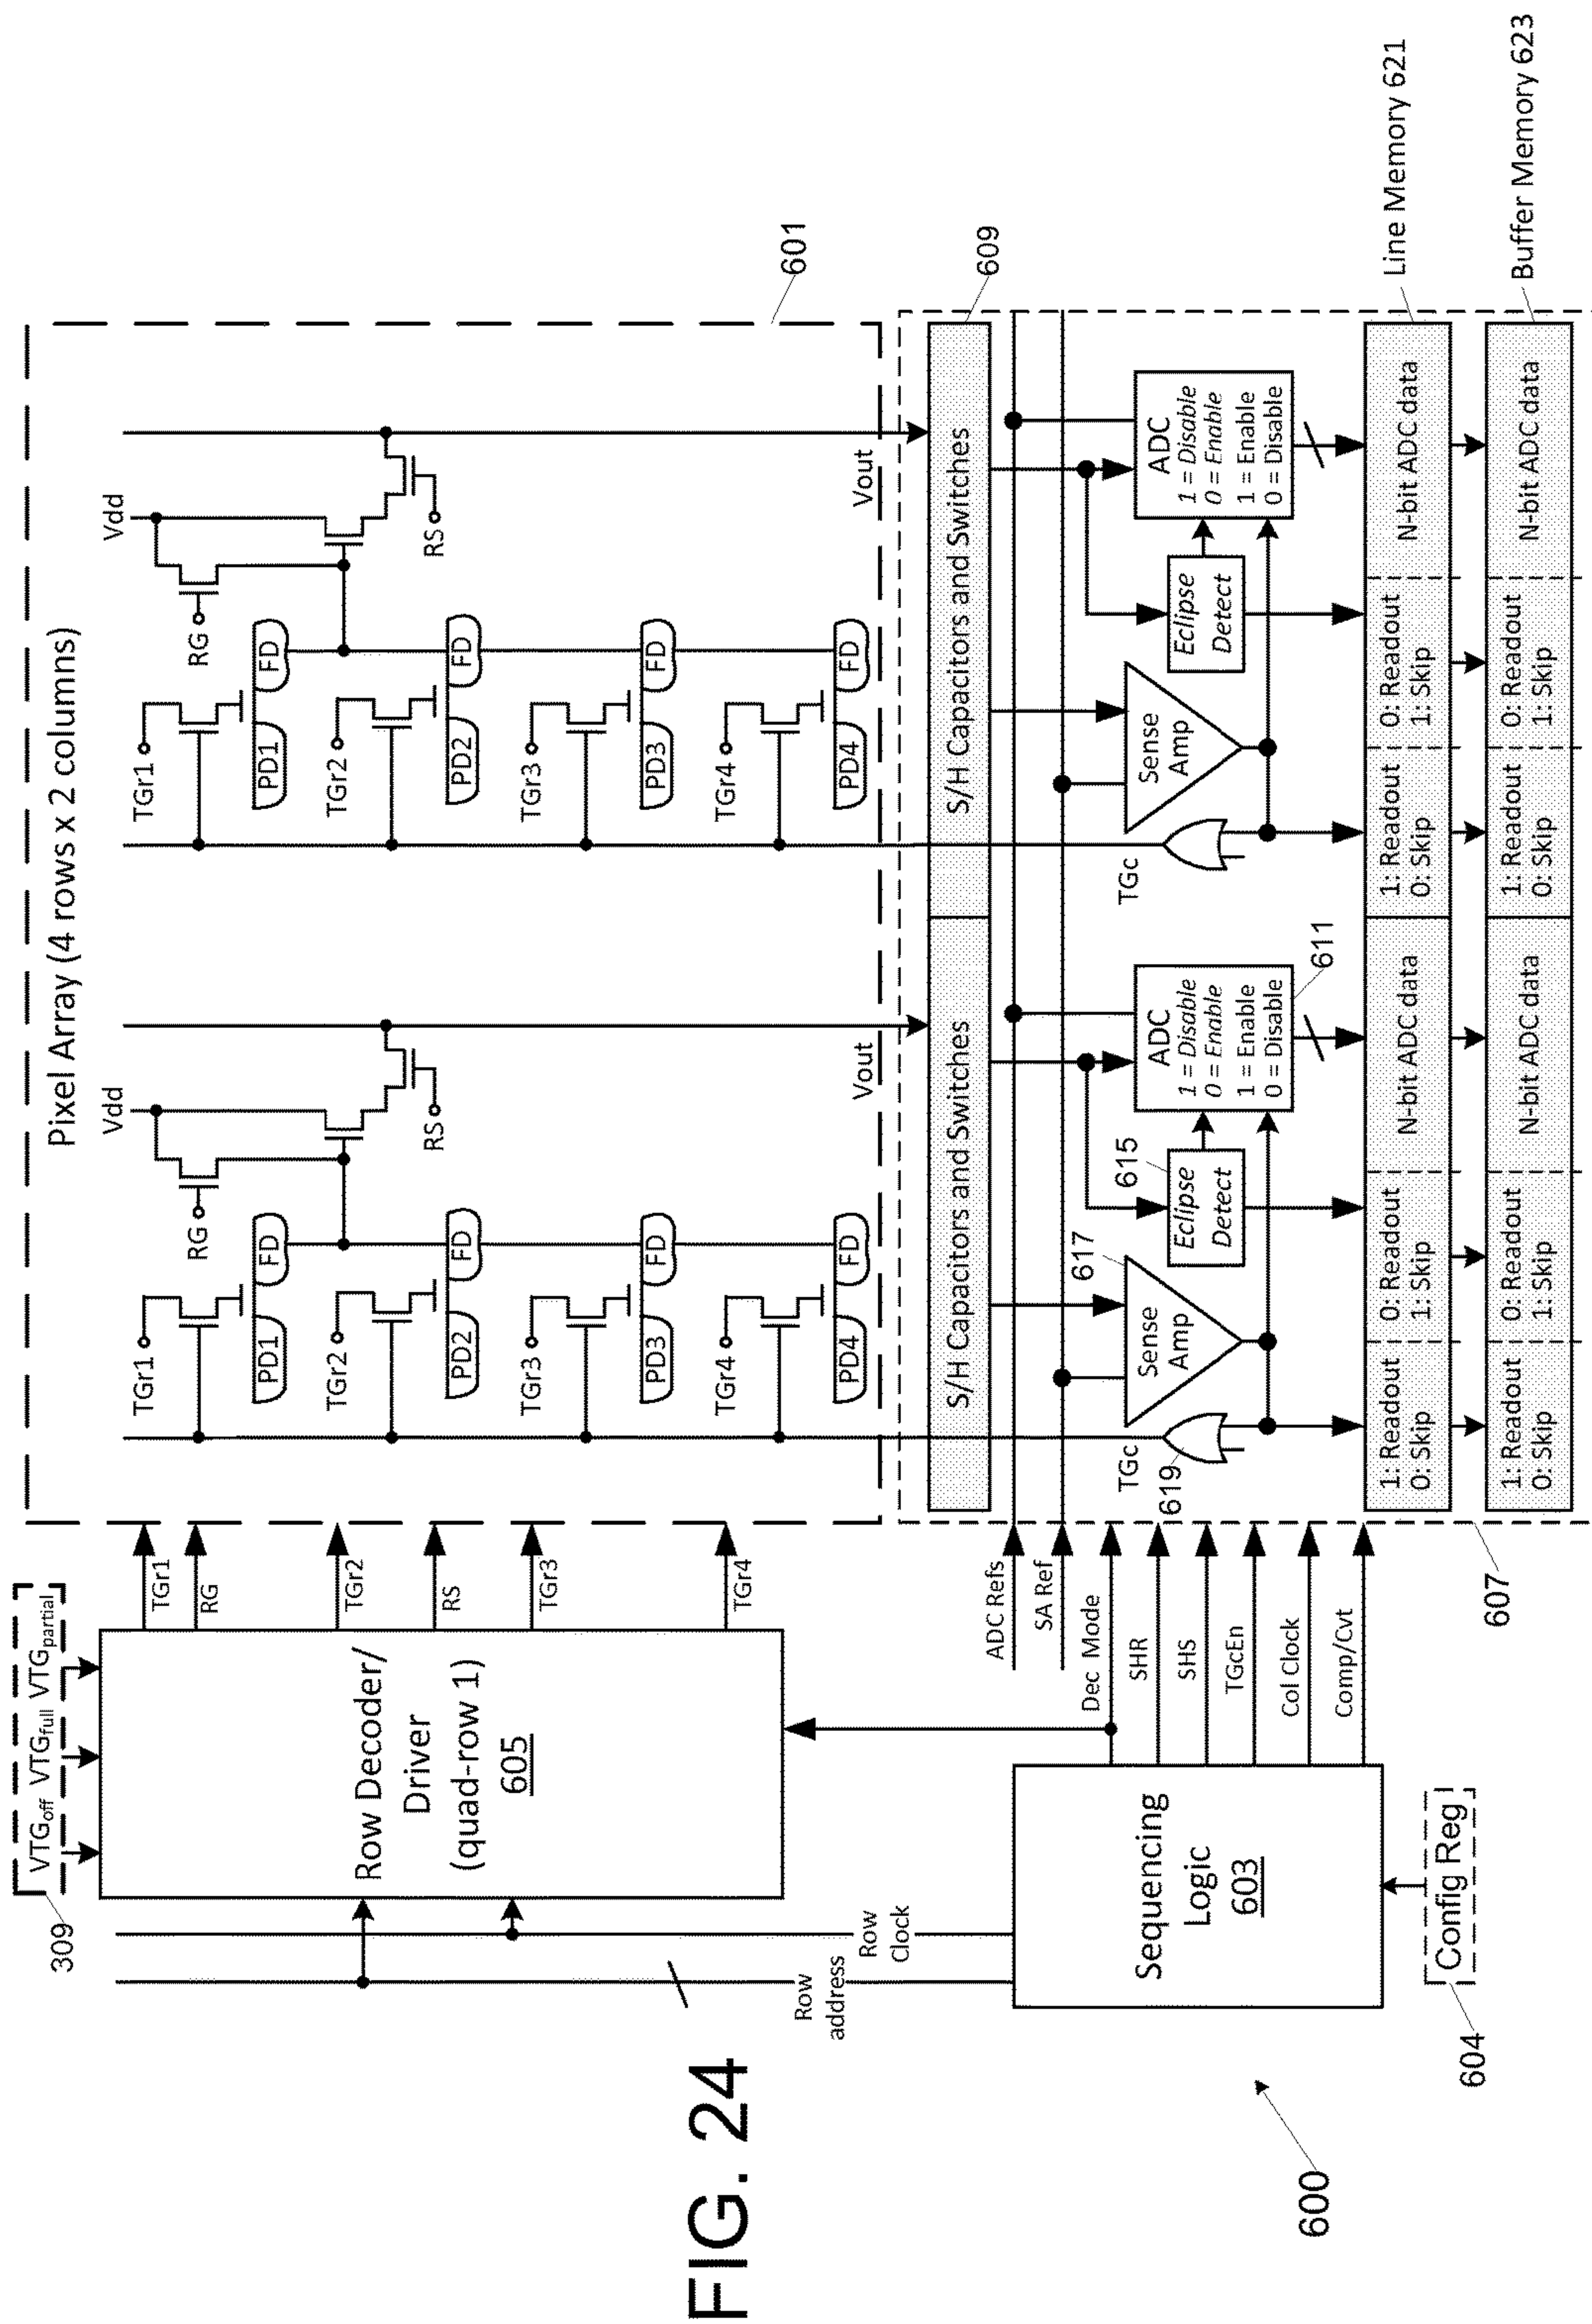 Pixel Array (4 rows x 2 columns)
309
VTGoff VTGfull VTGpartial
Row Decoder/
Driver
(quad-row 1)
605
TGr1
RG
TGr2
RS
TGr3
TGr4
Row
address
Row
Clock
Vdd
RG
RS
TGr1
PD1
FD
TGr2
PD2
FD
TGr3
PD3
FD
TGr4
PD4
FD
Vout
Vdd
RG
RS
TGr1
PD1
FD
TGr2
PD2
FD
TGr3
PD3
FD
TGr4
PD4
FD
Vout
601
Sequencing
Logic
603
Config Reg
604
ADC Refs
SA Ref
Dec Mode
SHR
SHS
TGcEn
Col Clock
Comp/Cvt
607
S/H Capacitors and Switches
S/H Capacitors and Switches
609
TGc
619
Sense
Amp
617
Eclipse
Detect
615
ADC
1 = Disable
0 = Enable
1 = Enable
0 = Disable
611
TGc
Sense
Amp
Eclipse
Detect
ADC
1 = Disable
0 = Enable
1 = Enable
0 = Disable
1: Readout
0: Skip
0: Readout
1: Skip
N-bit ADC data
1: Readout
0: Skip
0: Readout
1: Skip
N-bit ADC data
Line Memory 621
1: Readout
0: Skip
0: Readout
1: Skip
N-bit ADC data
1: Readout
0: Skip
0: Readout
1: Skip
N-bit ADC data
Buffer Memory 623
600
FIG. 24